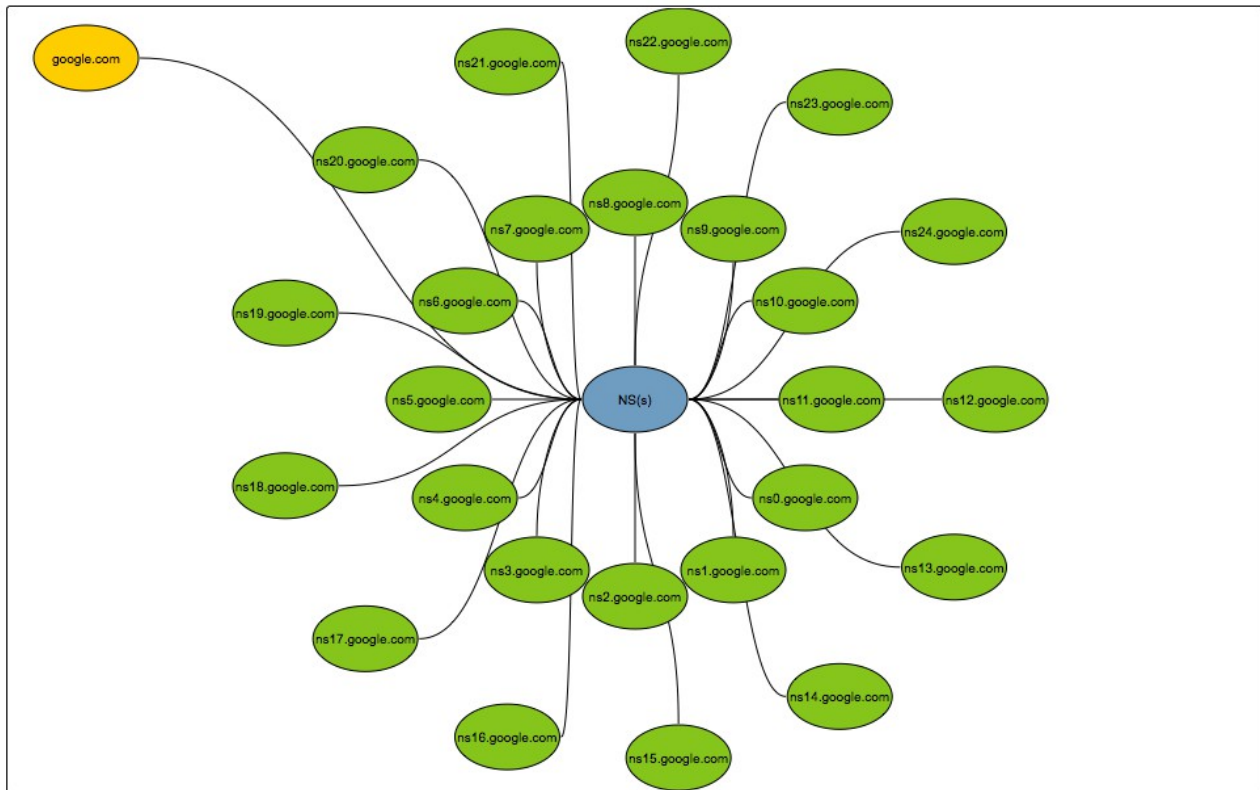 google.com
ns22.google.com
ns21.google.com
ns23.google.com
ns20.google.com
ns8.google.com
ns7.google.com
ns9.google.com
ns24.google.com
ns6.google.com
ns10.google.com
ns19.google.com
ns5.google.com
NS(s)
ns11.google.com
ns12.google.com
ns18.google.com
ns4.google.com
ns0.google.com
ns3.google.com
ns1.google.com
ns13.google.com
ns2.google.com
ns17.google.com
ns14.google.com
ns16.google.com
ns15.google.com